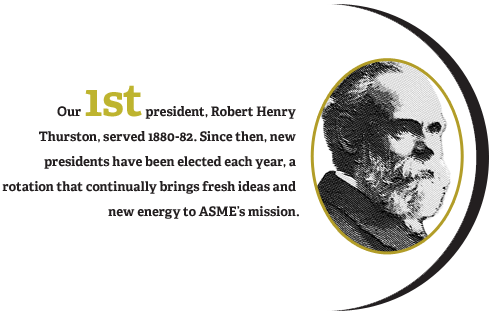 Our 1st president, Robert Henry
Thurston, served 1880-82. Since then, new
presidents have been elected each year, a
rotation that continually brings fresh ideas and
new energy to ASME's mission.